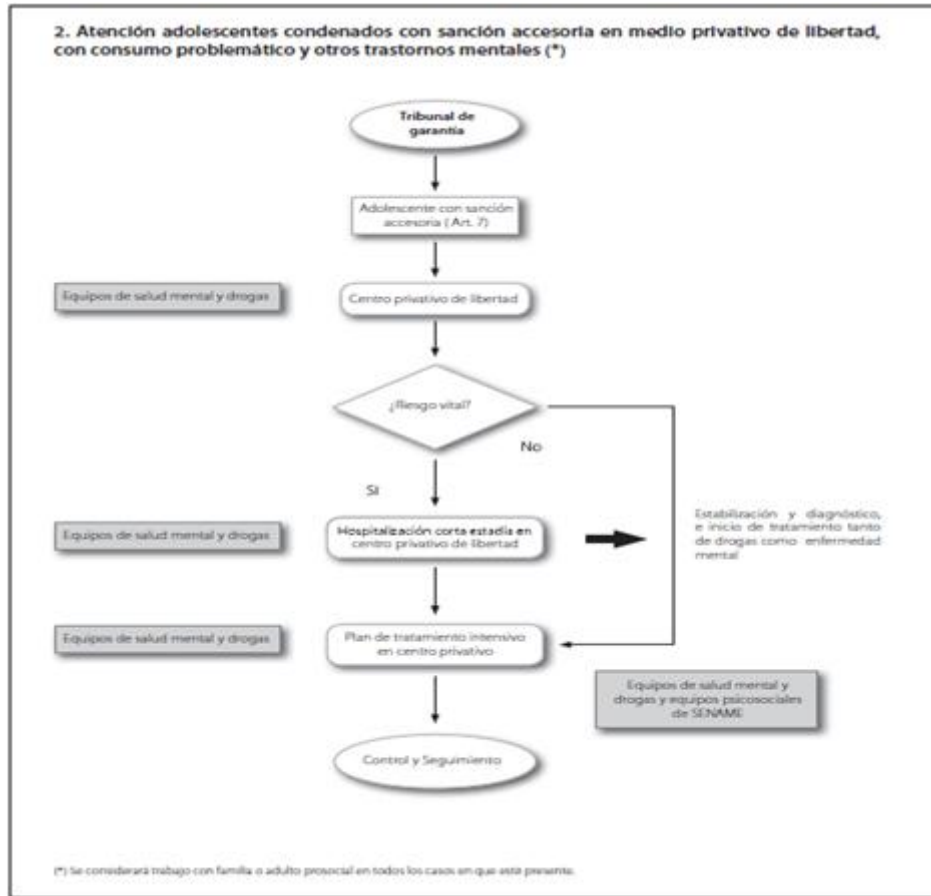 2. Atención adolescentes condenados con sanción accesoria en medio privativo de libertad,
con consumo problemático y otros trastornos mentales (*)
Tribunal de
garantía
Adolescente con sanción
accesoria (Art. 7)
Equipos de salud mental y drogas
Centro privativo de libertad
¿Riesgo vital?
No
SI
Equipos de salud mental y drogas
Hospitalización corta estadía en
centro privativo de libertad
Estabilización y diagnóstico,
e inicio de tratamiento tanto
de drogas como enfermedad
mental
Equipos de salud mental y drogas
Plan de tratamiento intensivo
en centro privativo
Equipos de salud mental y
drogas y equipos psicosociales
de SENAME
Control y Seguimiento
(*) Se considerará trabajo con familia o adulto prosocial en todos los casos en que esté presente.